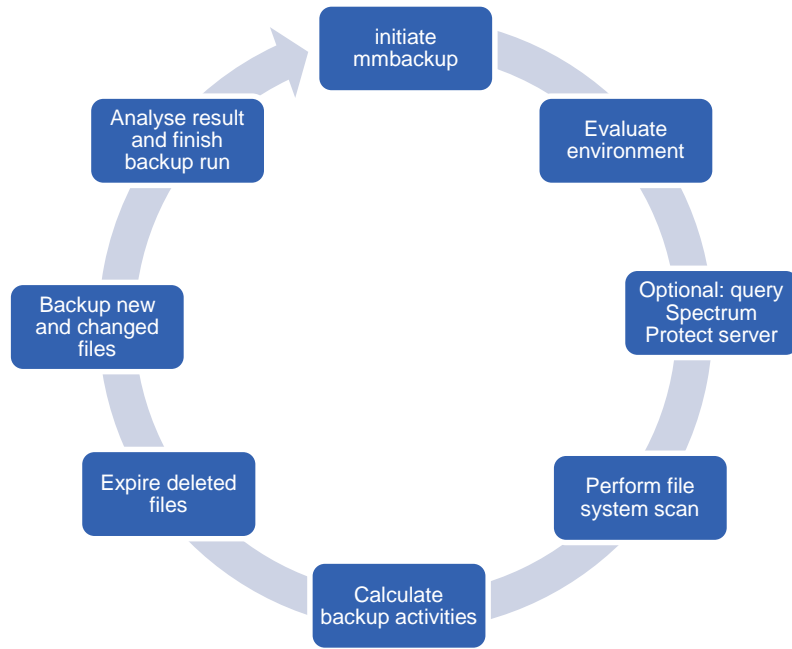 initiate
mmbackup
Evaluate
environment
Optional: query
Spectrum
Protect server
Perform file
system scan
Calculate
backup activities
Expire deleted
files
Backup new
and changed
files
Analyse result
and finish
backup run